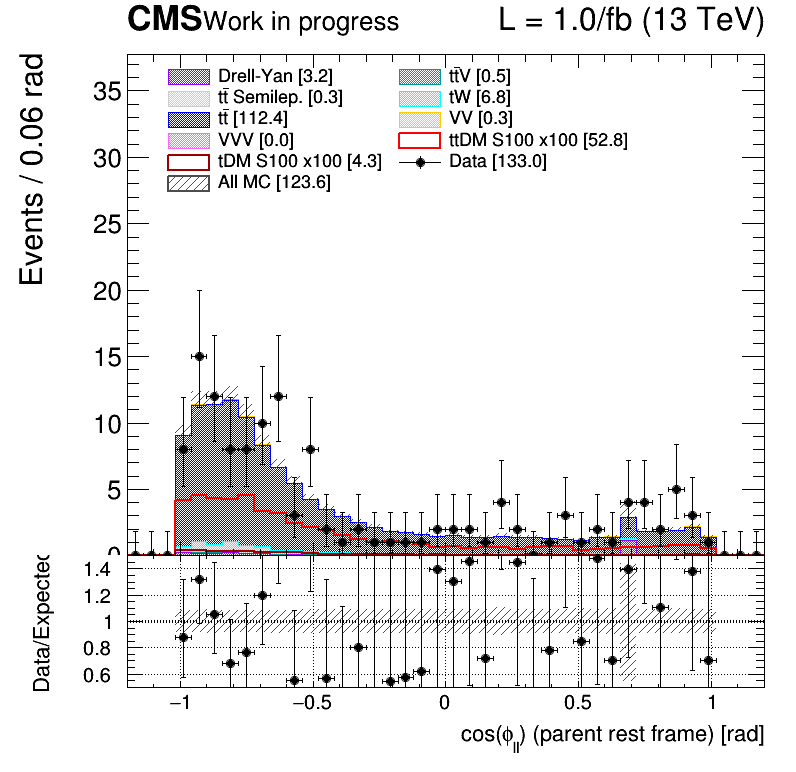 CMS Work in progress L = 1.0/fb (13 TeV)
Events / 0.06 rad
35
30
25
20
15
10
5
0
Drell-Yan [3.2]
tt̄V [0.5]
tt̄ Semilep. [0.3]
tW [6.8]
tt̄ [112.4]
VV [0.3]
VVV [0.0]
ttDM S100 x100 [52.8]
tDM S100 x100 [4.3]
Data [133.0]
All MC [123.6]
Data/Expected
1.4
1.2
1
0.8
0.6
−1 −0.5 0 0.5 1
cos(ϕ_ll) (parent rest frame) [rad]